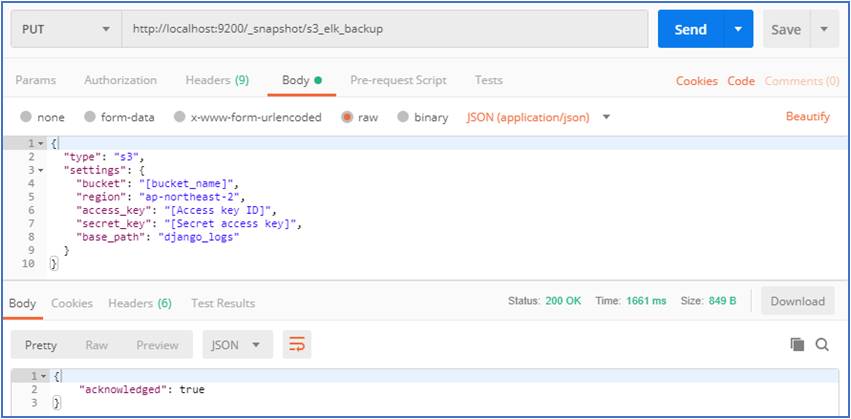 PUT http://localhost:9200/_snapshot/s3_elk_backup Send Save
Params Authorization Headers (9) Body Pre-request Script Tests Cookies Code Comments (0)
none form-data x-www-form-urlencoded raw binary JSON (application/json) Beautify
1 {
2 "type": "s3",
3 "settings": {
4 "bucket": "[bucket_name]",
5 "region": "ap-northeast-2",
6 "access_key": "[Access key ID]",
7 "secret_key": "[Secret access key]",
8 "base_path": "django_logs"
9 }
10 }
Body Cookies Headers (6) Test Results Status: 200 OK Time: 1661 ms Size: 849 B Download
Pretty Raw Preview JSON
1 {
2 "acknowledged": true
3 }